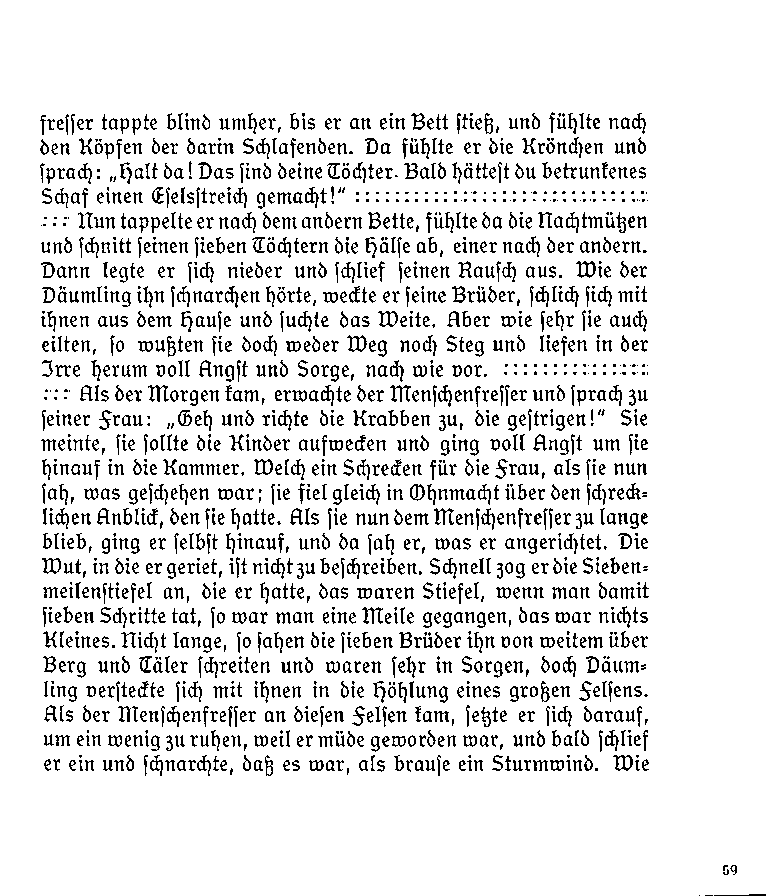 fresser tappte blind umher, bis er an ein Bett stieß, und fühlte nach
den Köpfen der darin Schlafenden. Da fühlte er die Krönchen und
sprach: „Halt da! Das sind deine Töchter. Bald hättest du betrunkenes
Schaf einen Eselsstreich gemacht!“ : : : : : : : : : : : : : : : : : : : : : : : : : : : : : :
: : : Nun tappelte er nach dem andern Bette, fühlte da die Nachtmützen
und schnitt seinen sieben Töchtern die Hälse ab, einer nach der andern.
Dann legte er sich nieder und schlief seinen Rausch aus. Wie der
Däumling ihn schnarchen hörte, weckte er seine Brüder, schlich sich mit
ihnen aus dem Hause und suchte das Weite. Aber wie sehr sie auch
eilten, so wußten sie doch weder Weg noch Steg und liefen in der
Irre herum voll Angst und Sorge, nach wie vor. : : : : : : : : : : : : : : :
: : : Als der Morgen kam, erwachte der Menschenfresser und sprach zu
seiner Frau: „Geh und richte die Krabben zu, die gestrigen!“ Sie
meinte, sie sollte die Kinder aufwecken und ging voll Angst um sie
hinauf in die Kammer. Welch ein Schrecken für die Frau, als sie nun
sah, was geschehen war; sie fiel gleich in Ohnmacht über den schreck-
lichen Anblick, den sie hatte. Als sie nun dem Menschenfresser zu lange
blieb, ging er selbst hinauf, und da sah er, was er angerichtet. Die
Wut, in die er geriet, ist nicht zu beschreiben. Schnell zog er die Sieben-
meilenstiefel an, die er hatte, das waren Stiefel, wenn man damit
sieben Schritte tat, so war man eine Meile gegangen, das war nichts
Kleines. Nicht lange, so sahen die sieben Brüder ihn von weitem über
Berg und Täler schreiten und waren sehr in Sorgen, doch Däum-
ling versteckte sich mit ihnen in die Höhlung eines großen Felsens.
Als der Menschenfresser an diesen Felsen kam, setzte er sich darauf,
um ein wenig zu ruhen, weil er müde geworden war, und bald schlief
er ein und schnarchte, daß es war, als brause ein Sturmwind. Wie
59